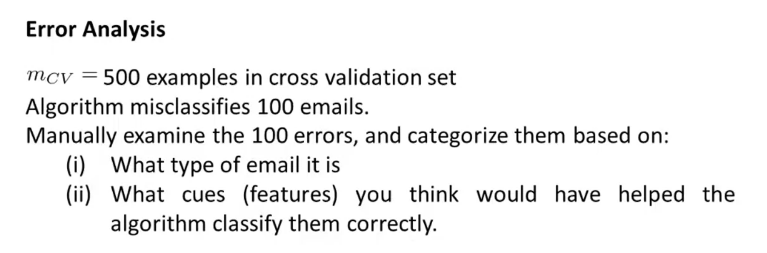 Error Analysis
m_CV = 500 examples in cross validation set
Algorithm misclassifies 100 emails.
Manually examine the 100 errors, and categorize them based on:
(i) What type of email it is
(ii) What cues (features) you think would have helped the
algorithm classify them correctly.